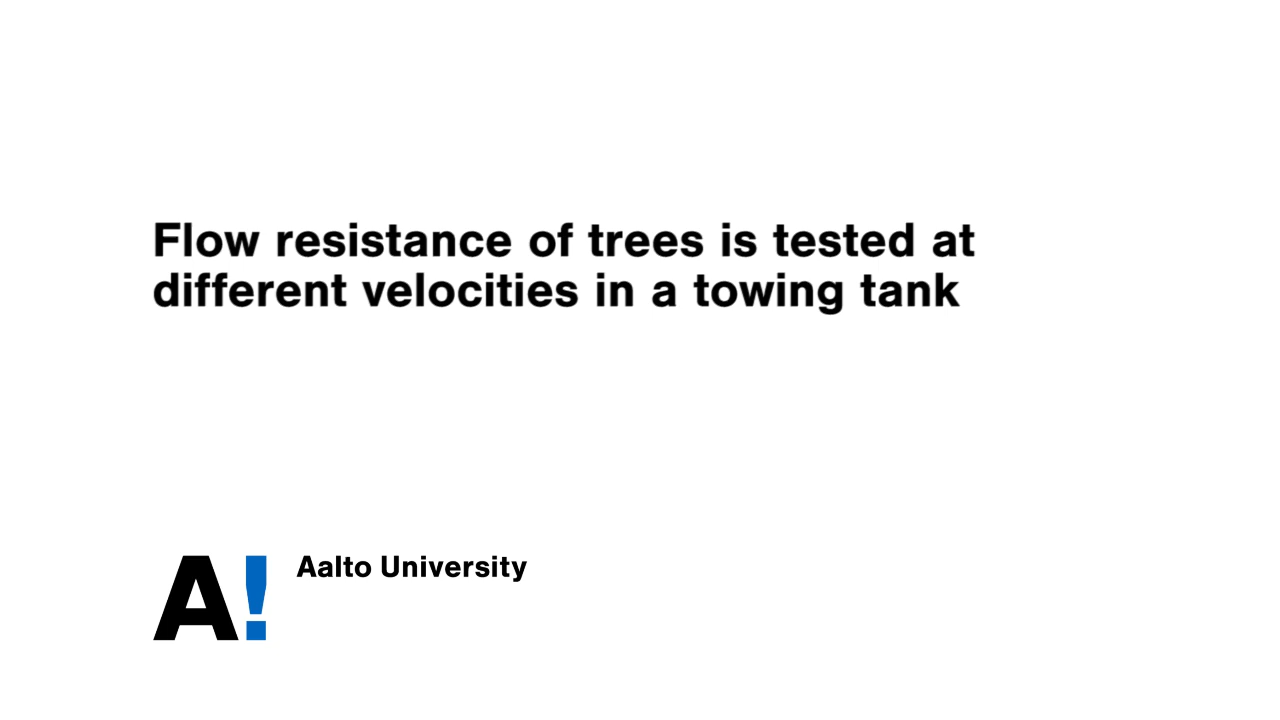 Flow resistance of trees is tested at
different velocities in a towing tank
A! Aalto University